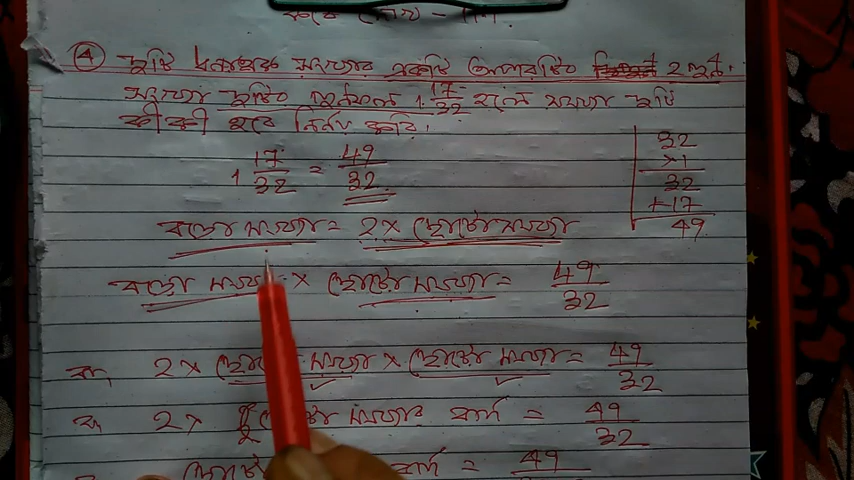 ④ দুটি ধনাত্মক সংখ্যার একটি অপরটির 2 গুণ।
সংখ্যা দুটির গুণফল 1 17/32 হলে সংখ্যা দুটি
কী কী হবে নির্ণয় করি।
1 17/32 = 49/32
32
×1
32
+17
49
বড়ো সংখ্যা = 2 × ছোটো সংখ্যা
বড়ো সংখ্যা × ছোটো সংখ্যা = 49/32
বা, 2 × ছোটো সংখ্যা × ছোটো সংখ্যা = 49/32
বা, 2 × ছোটো সংখ্যার বর্গ = 49/32
ছোটো বর্গ = 49